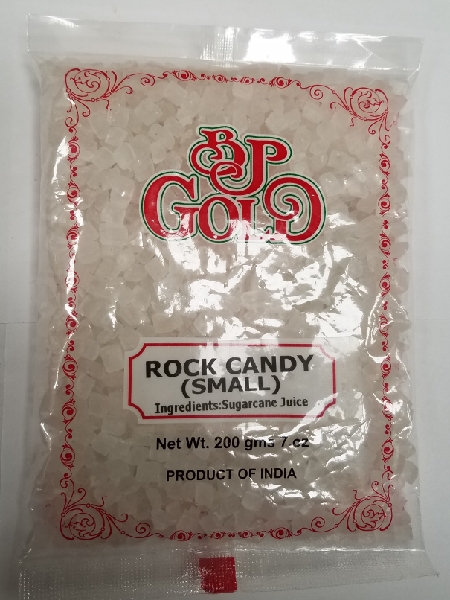 BJP
GOLD
ROCK CANDY
(SMALL)
Ingredients:Sugarcane Juice
Net Wt. 200 gms 7.oz
PRODUCT OF INDIA